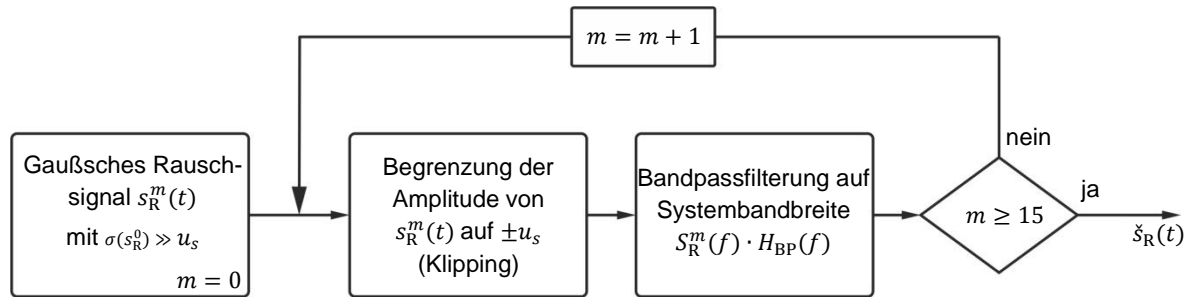 m = m + 1
Gaußsches Rausch-
signal s_R^m(t)
mit σ(s_R^0) ≫ u_s
m = 0
Begrenzung der
Amplitude von
s_R^m(t) auf ±u_s
(Klipping)
Bandpassfilterung auf
Systembandbreite
S_R^m(f) · H_BP(f)
nein
m ≥ 15
ja
š_R(t)